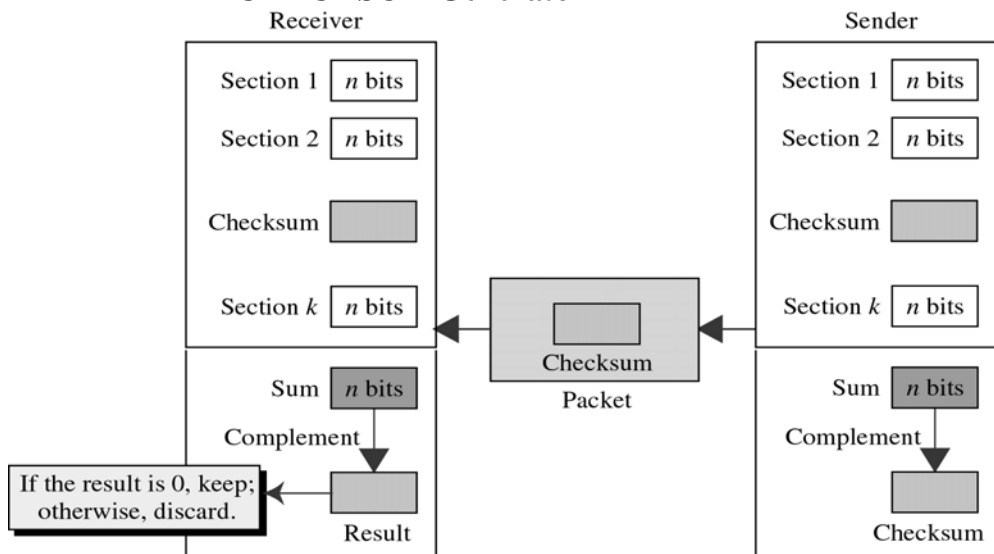 Receiver
Section 1 n bits
Section 2 n bits
Checksum
Section k n bits
Sum n bits
Complement
If the result is 0, keep;
otherwise, discard.
Result
Checksum
Packet
Sender
Section 1 n bits
Section 2 n bits
Checksum
Section k n bits
Sum n bits
Complement
Checksum